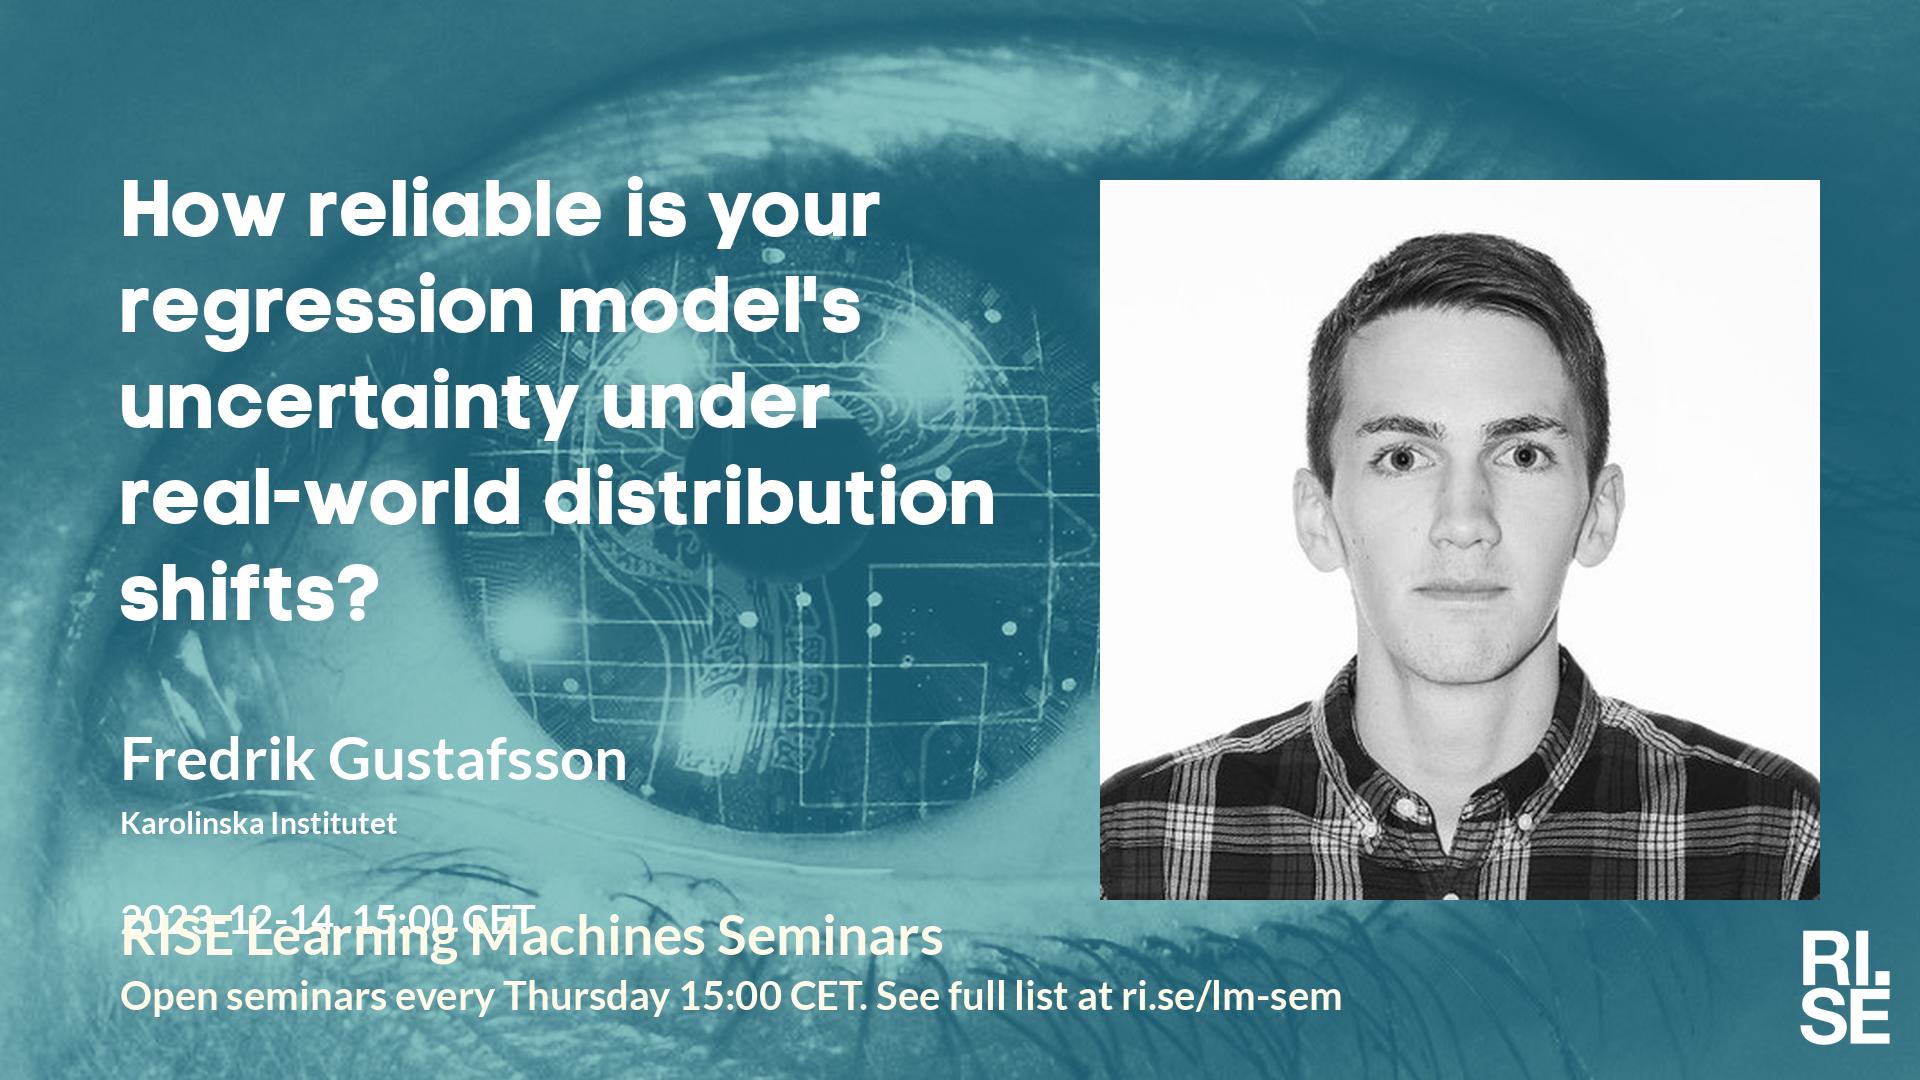 How reliable is your
regression model's
uncertainty under
real-world distribution
shifts?
Fredrik Gustafsson
Karolinska Institutet
2023-12-14, 15:00 CET
RISE Learning Machines Seminars
Open seminars every Thursday 15:00 CET. See full list at ri.se/lm-sem
RI.
SE